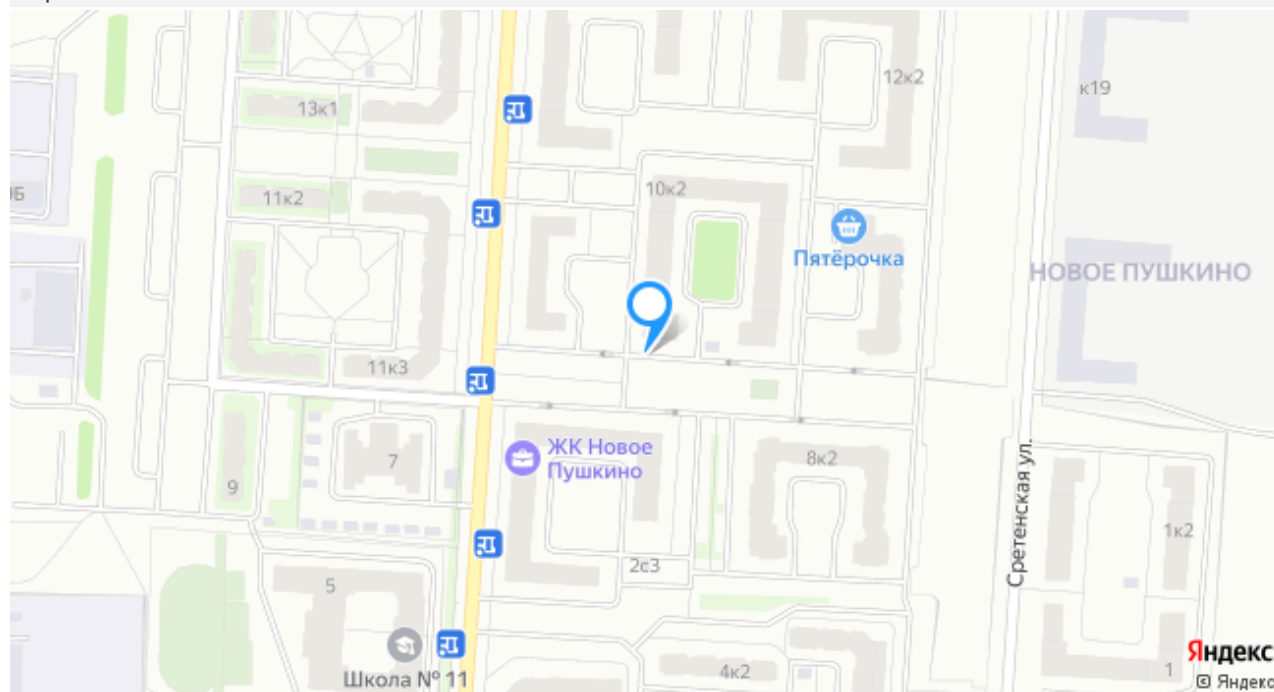 12к2
к19
13к1
9Б
11к2
10к2
Пятёрочка
НОВОЕ ПУШКИНО
11к3
ЖК Новое
Пушкино
7
8к2
9
Сретенская ул.
1к2
2с3
5
Школа № 11
4к2
1
Яндекс